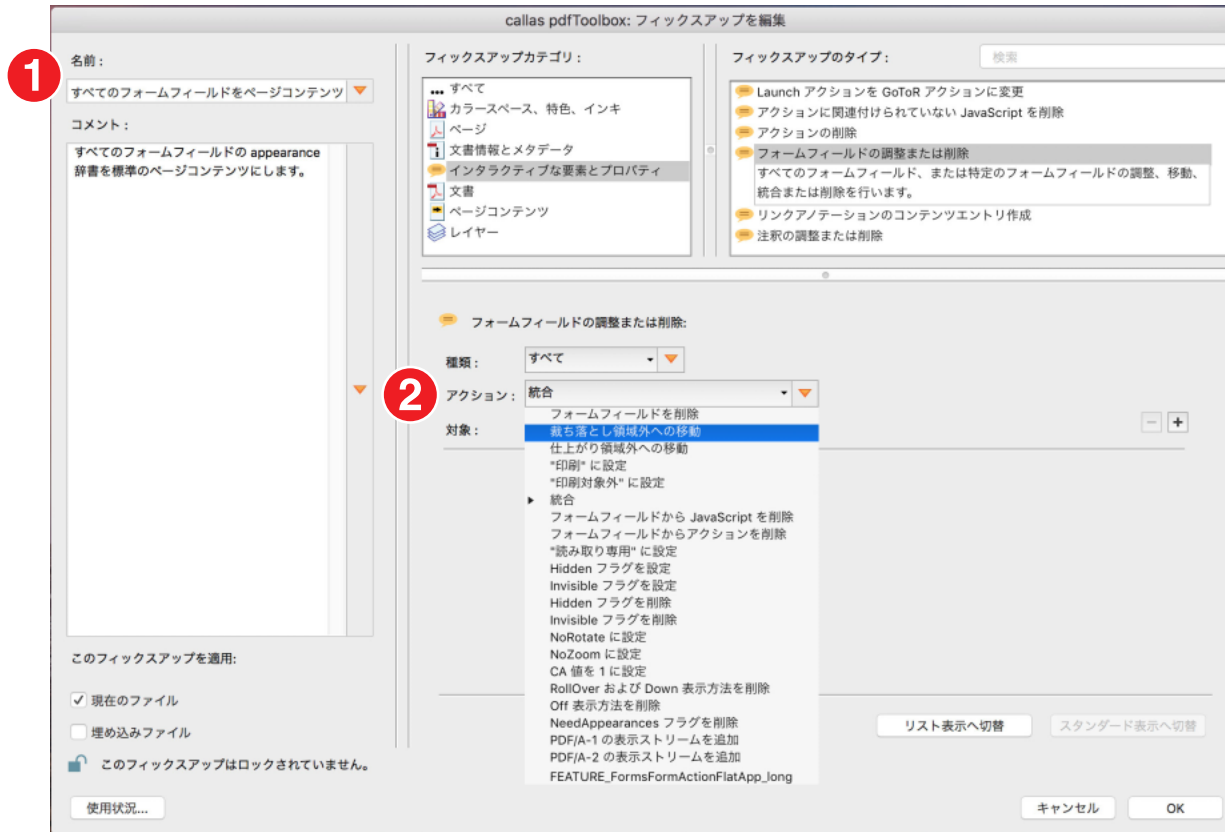 callas pdfToolbox: フィックスアップを編集
1
名前：
すべてのフォームフィールドをページコンテンツ
コメント：
すべてのフォームフィールドの appearance
辞書を標準のページコンテンツにします。
このフィックスアップを適用:
現在のファイル
埋め込みファイル
このフィックスアップはロックされていません。
使用状況...
フィックスアップカテゴリ：
すべて
カラースペース、特色、インキ
ページ
文書情報とメタデータ
インタラクティブな要素とプロパティ
文書
ページコンテンツ
レイヤー
フィックスアップのタイプ：
検索
Launch アクションを GoToR アクションに変更
アクションに関連付けられていない JavaScript を削除
アクションの削除
フォームフィールドの調整または削除
すべてのフォームフィールド、または特定のフォームフィールドの調整、移動、
統合または削除を行います。
リンクアノテーションのコンテンツエントリ作成
注釈の調整または削除
フォームフィールドの調整または削除:
種類： すべて
2
アクション： 統合
対象：
フォームフィールドを削除
裁ち落とし領域外への移動
仕上がり領域外への移動
"印刷" に設定
"印刷対象外" に設定
統合
フォームフィールドから JavaScript を削除
フォームフィールドからアクションを削除
"読み取り専用" に設定
Hidden フラグを設定
Invisible フラグを設定
Hidden フラグを削除
Invisible フラグを削除
NoRotate に設定
NoZoom に設定
CA 値を 1 に設定
RollOver および Down 表示方法を削除
Off 表示方法を削除
NeedAppearances フラグを削除
PDF/A-1 の表示ストリームを追加
PDF/A-2 の表示ストリームを追加
FEATURE_FormsFormActionFlatApp_long
リスト表示へ切替
スタンダード表示へ切替
キャンセル
OK